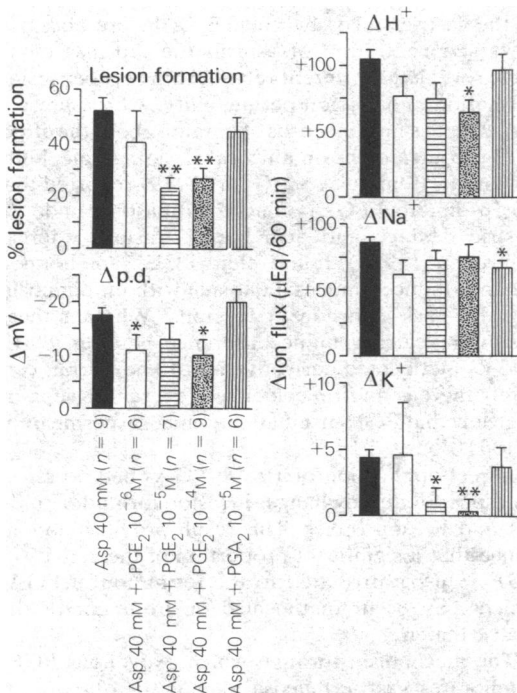 Lesion formation
% lesion formation
60
40
20
0
**
**
Δp.d.
Δ mV
-20
-10
0
*
*
Asp 40 mM (n = 9)
Asp 40 mM + PGE₂ 10⁻⁶M (n = 6)
Asp 40 mM + PGE₂ 10⁻⁵M (n = 7)
Asp 40 mM + PGE₂ 10⁻⁴M (n = 9)
Asp 40 mM + PGA₂ 10⁻⁵M (n = 6)
Δion flux (μEq/60 min)
ΔH⁺
+100
+50
0
*
ΔNa⁺
+100
+50
0
*
ΔK⁺
+10
+5
0
*
**